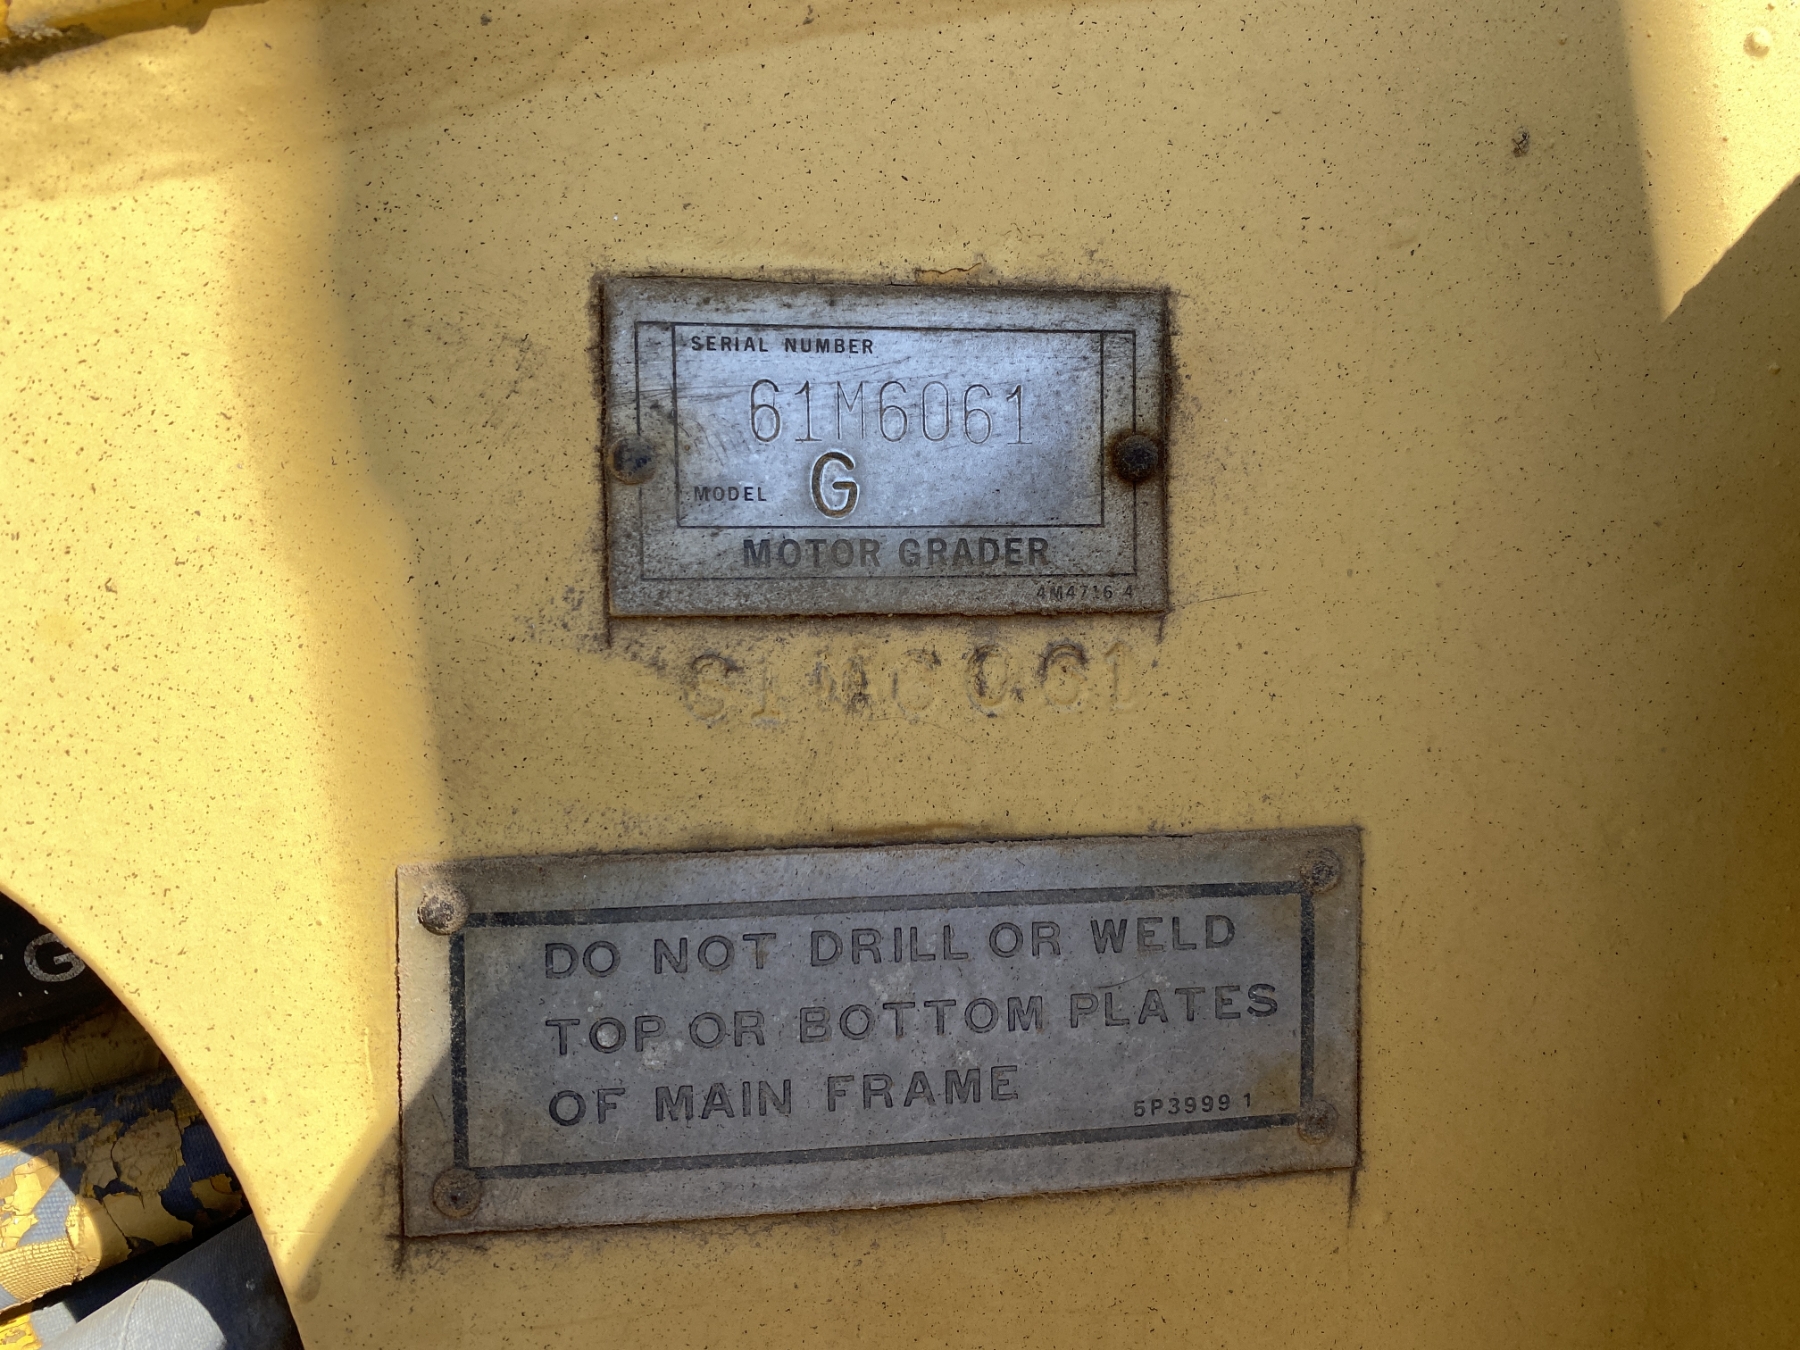 SERIAL NUMBER
61M6061
MODEL G
MOTOR GRADER
4M4716 4
61M6061
DO NOT DRILL OR WELD
TOP OR BOTTOM PLATES
OF MAIN FRAME
5P3999 1
G